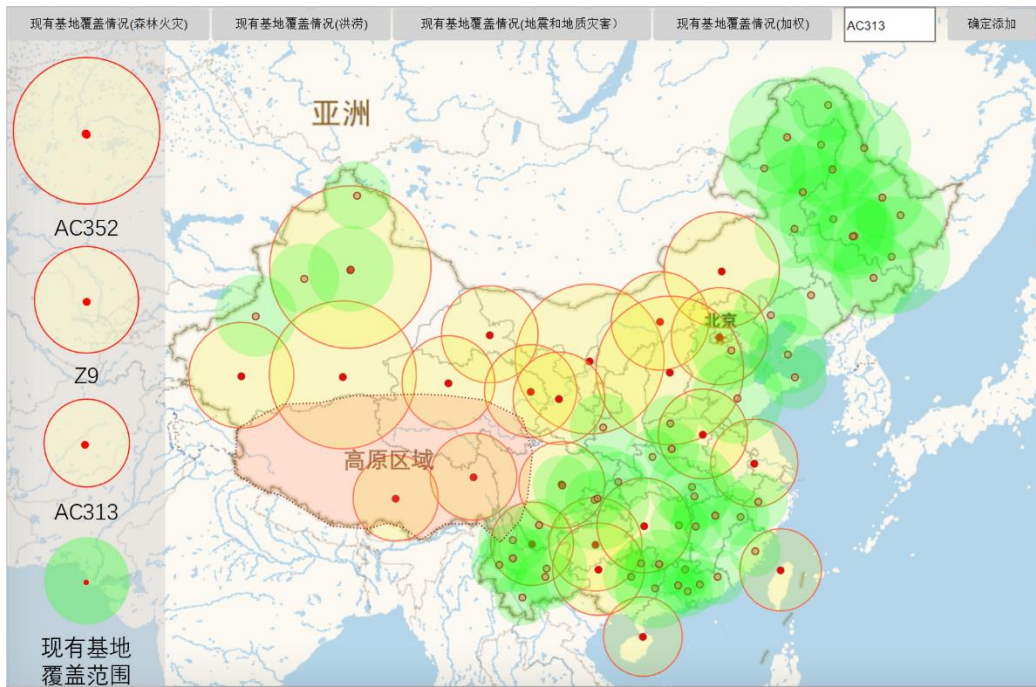 现有基地覆盖情况(森林火灾)
现有基地覆盖情况(洪涝)
现有基地覆盖情况(地震和地质灾害)
现有基地覆盖情况(加权)
AC313
确定添加
亚洲
AC352
北京
Z9
高原区域
AC313
现有基地
覆盖范围